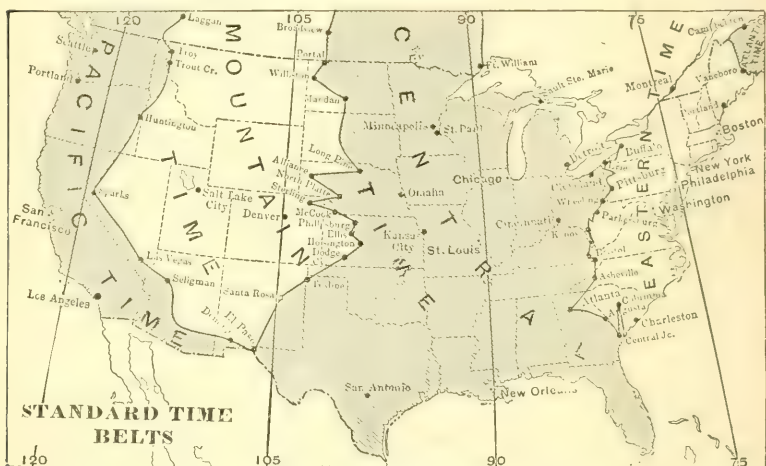 120
105
90
75
Laggan
Broadview
Seattle
Troy
Trout Cr.
Portal
Ft. William
Portland
Williston
Mandan
Sault Ste. Marie
Montreal
Vanceboro
ATLANTIC TIME
PACIFIC TIME
MOUNTAIN TIME
CENTRAL TIME
EASTERN TIME
Huntington
Minneapolis
St. Paul
Portland
Boston
Long Pine
Detroit
Buffalo
Alliance
North Platte
Chicago
Cleveland
New York
Sparks
Salt Lake City
Sterling
Omaha
Pittsburg
Philadelphia
Denver
McCook
Wheeling
Washington
San Francisco
Phillipsburg
Ellis
Kansas City
St. Louis
Cincinnati
Parkersburg
Hoisington
Dodge City
Bristol
Las Vegas
Seligman
Santa Rosa
Asheville
Los Angeles
El Paso
Atlanta
Columbia
Augusta
Charleston
Central Jc.
San Antonio
New Orleans
STANDARD TIME
BELTS
120
105
90
75